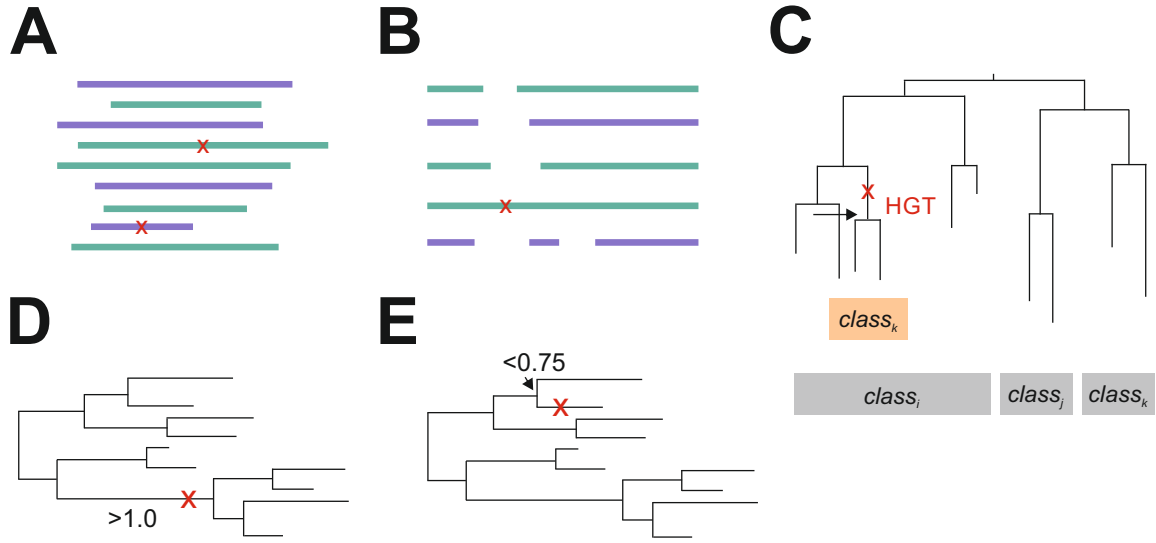 A
B
C
X
X
X
X
HGT
class_k
class_i
class_j
class_k
D
E
>1.0
X
<0.75
X